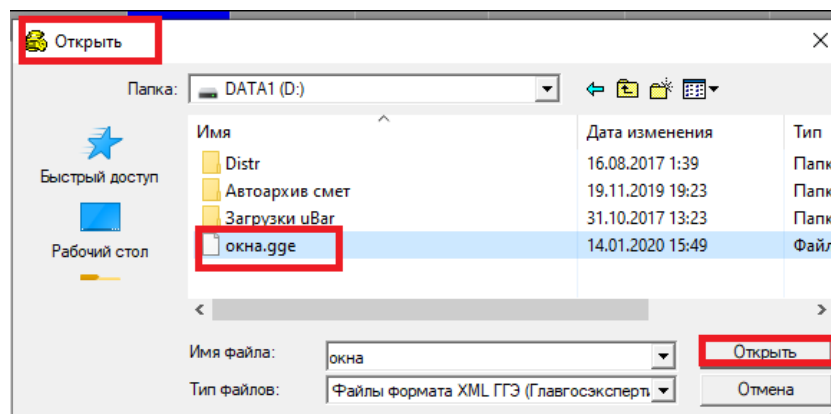 Открыть
Папка: DATA1 (D:)
Имя Дата изменения Тип
Distr 16.08.2017 1:39 Папк
Автоархив смет 19.11.2019 19:23 Папк
Загрузки uBar 31.10.2017 13:23 Папк
окна.gge 14.01.2020 15:49 Файл
Быстрый доступ
Рабочий стол
Имя файла: окна Открыть
Тип файлов: Файлы формата XML ГГЭ (Главгосэксперти Отмена